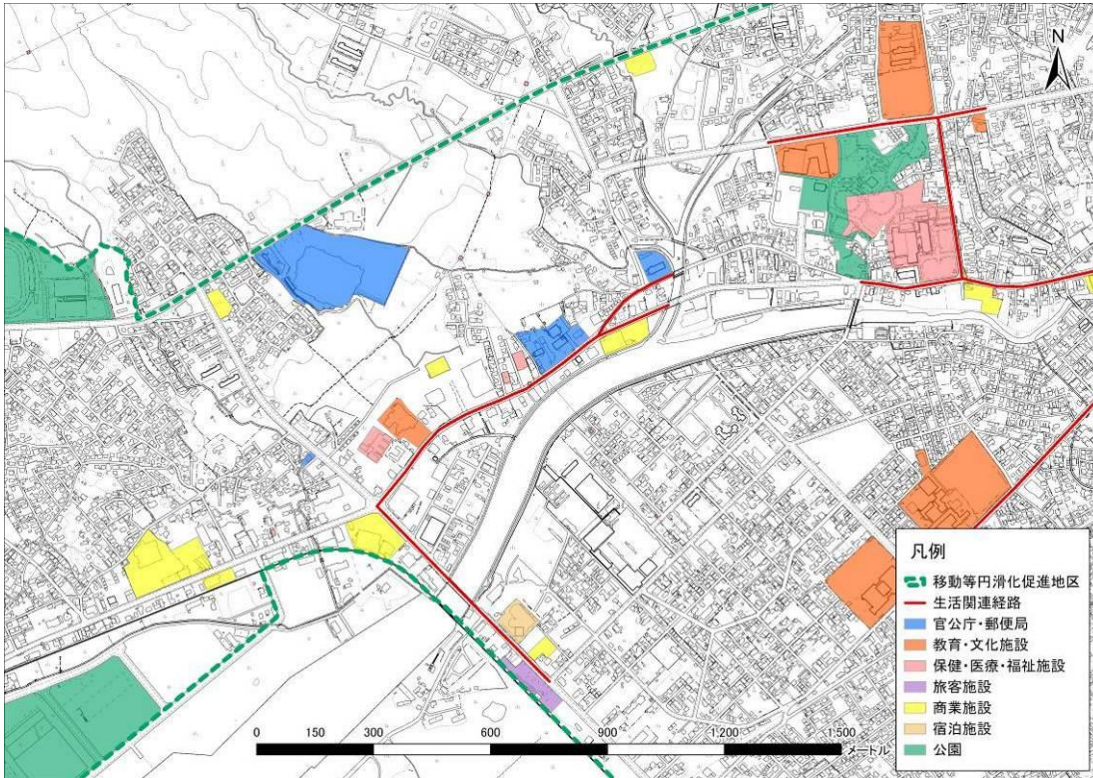 N
凡例
移動等円滑化促進地区
生活関連経路
官公庁・郵便局
教育・文化施設
保健・医療・福祉施設
旅客施設
商業施設
宿泊施設
公園
0 150 300 600 900 1,200 1,500
メートル